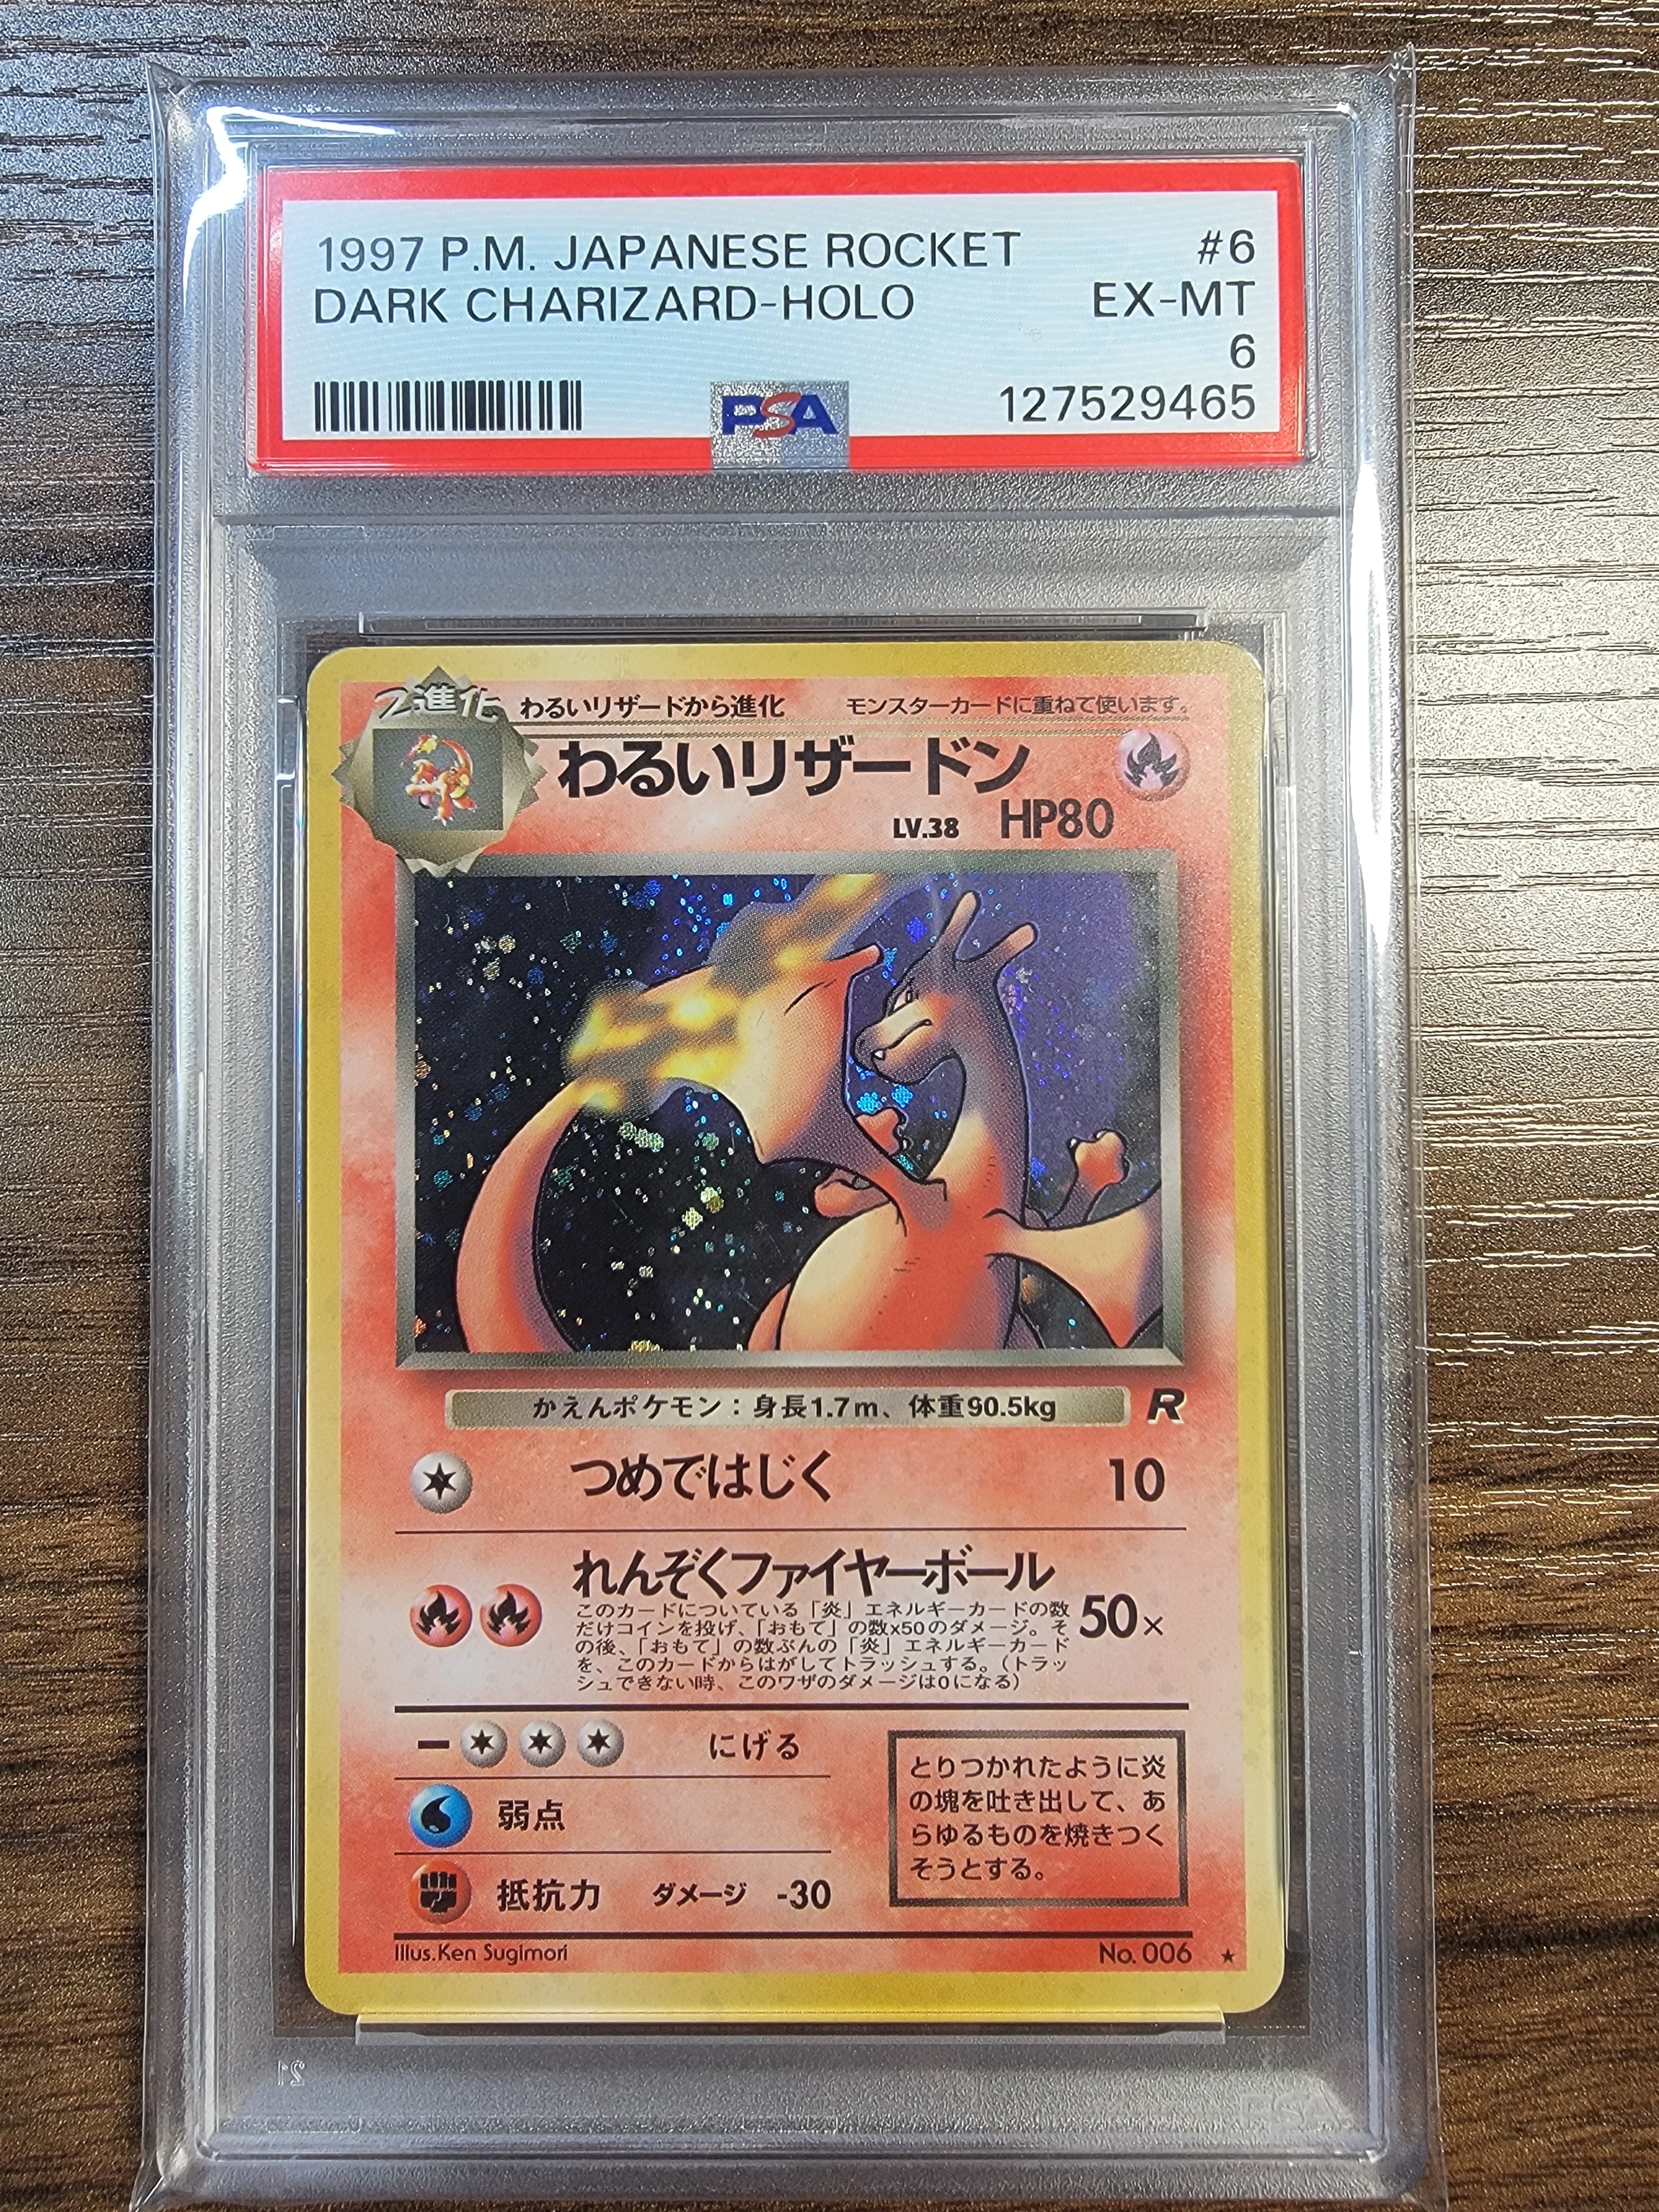 1997 P.M. JAPANESE ROCKET #6
DARK CHARIZARD-HOLO EX-MT
6
PSA 127529465
2進化 わるいリザードから進化 モンスターカードに重ねて使います。
わるいリザードン
LV.38 HP80
かえんポケモン：身長1.7m、体重90.5kg R
つめではじく 10
れんぞくファイヤーボール
このカードについている「炎」エネルギーカードの数
だけコインを投げ、「おもて」の数x50のダメージ。そ
の後、「おもて」の数ぶんの「炎」エネルギーカード
を、このカードからはがしてトラッシュする。（トラッ
シュできない時、このワザのダメージは0になる）
50×
にげる
弱点
抵抗力 ダメージ -30
とりつかれたように炎
の塊を吐き出して、あ
らゆるものを焼きつく
そうとする。
Illus.Ken Sugimori No. 006 ★
21
PSA